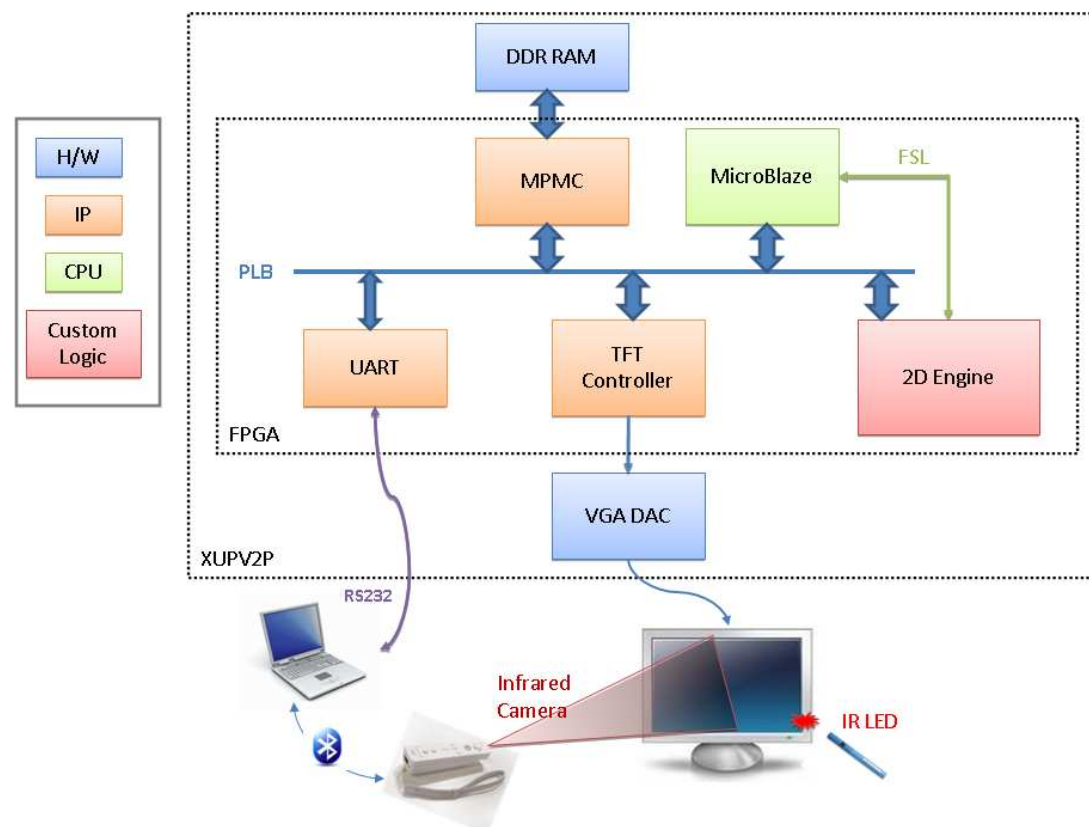 DDR RAM
H/W
IP
CPU
Custom
Logic
MPMC
MicroBlaze
FSL
PLB
UART
TFT
Controller
2D Engine
FPGA
VGA DAC
XUPV2P
RS232
Infrared
Camera
IR LED